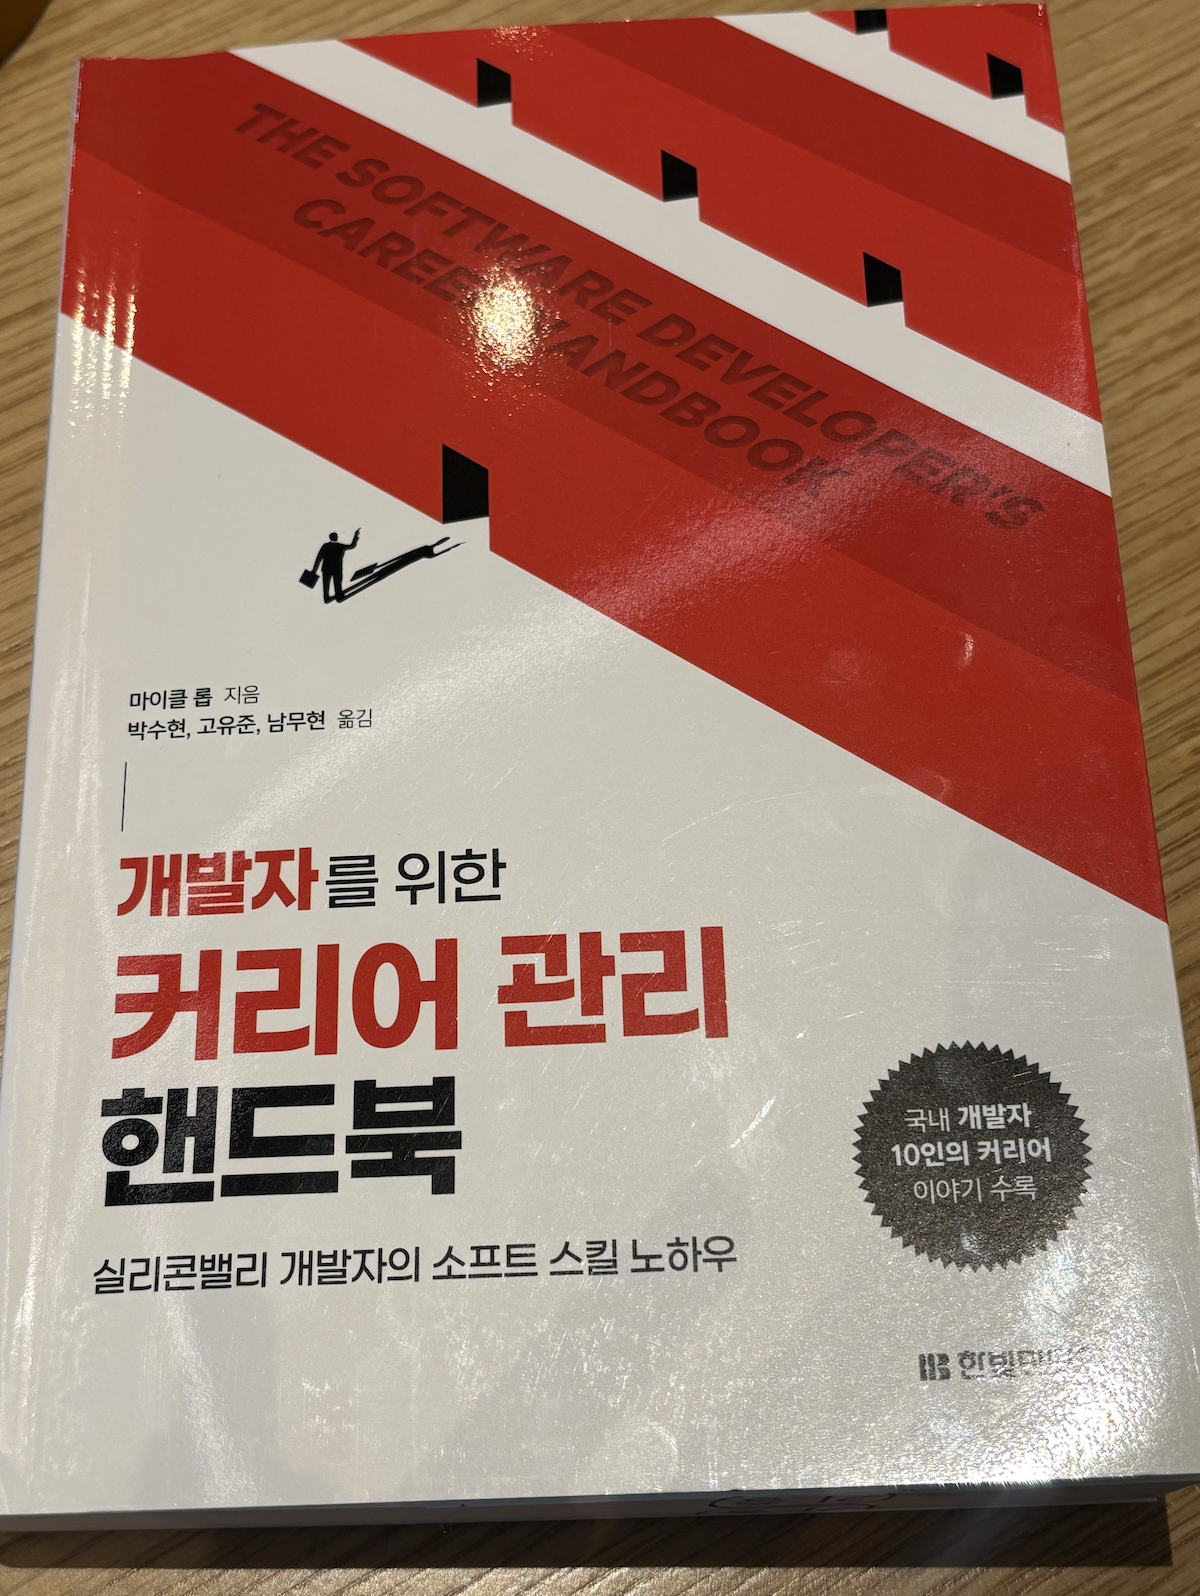 THE SOFTWARE DEVELOPER'S
CAREER HANDBOOK
마이클 롭 지음
박수현, 고유준, 남무현 옮김
개발자를 위한
커리어 관리
핸드북
실리콘밸리 개발자의 소프트 스킬 노하우
국내 개발자
10인의 커리어
이야기 수록